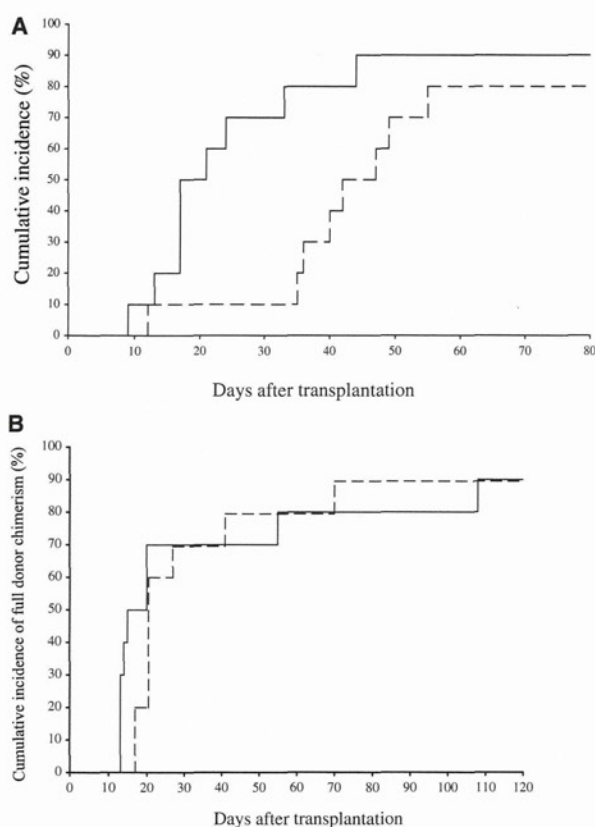 A
Cumulative incidence (%)
100
90
80
70
60
50
40
30
20
10
0
0 10 20 30 40 50 60 70 80
Days after transplantation
B
Cumulative incidence of full donor chimerism (%)
100
90
80
70
60
50
40
30
20
10
0
0 10 20 30 40 50 60 70 80 90 100 110 120
Days after transplantation